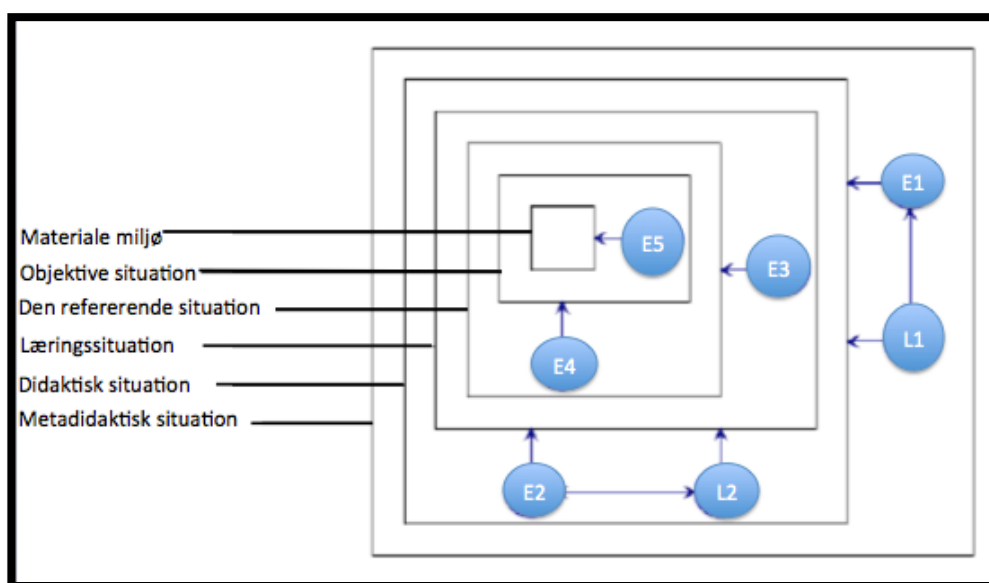 E1
Materiale miljø
E5
Objektive situation
E3
Den refererende situation
Læringssituation
L1
E4
Didaktisk situation
Metadidaktisk situation
E2
L2